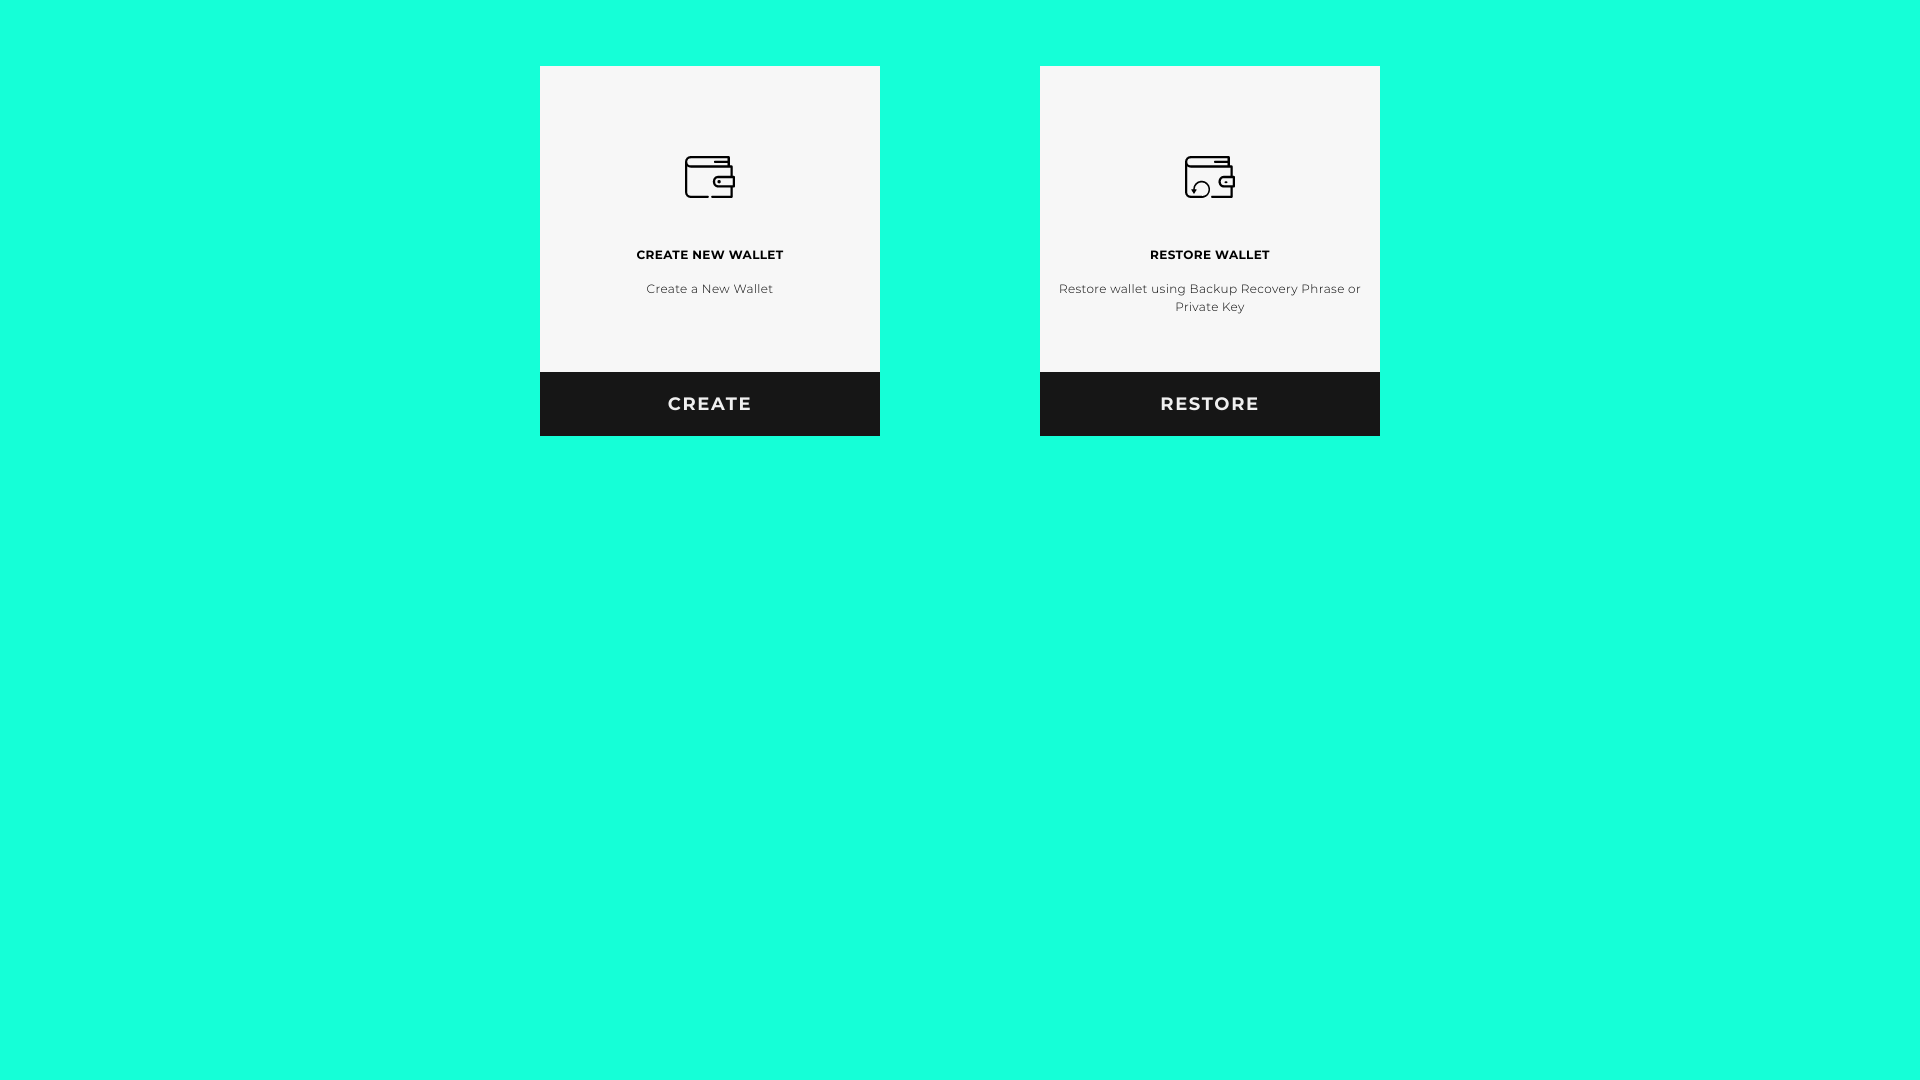 CREATE NEW WALLET
Create a New Wallet
CREATE
RESTORE WALLET
Restore wallet using Backup Recovery Phrase or
Private Key
RESTORE